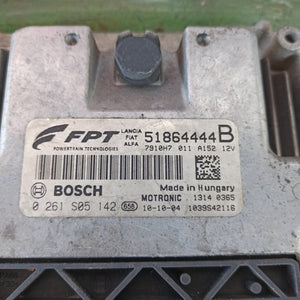 FPT
POWERTRAIN TECHNOLOGIES
LANCIA
FIAT
ALFA
51864444B
7910H7 011 A152 12V
BOSCH
Made in Hungary
MOTRONIC .1314 0365
0 261 S05 142 658 10-10-04 1039S42116